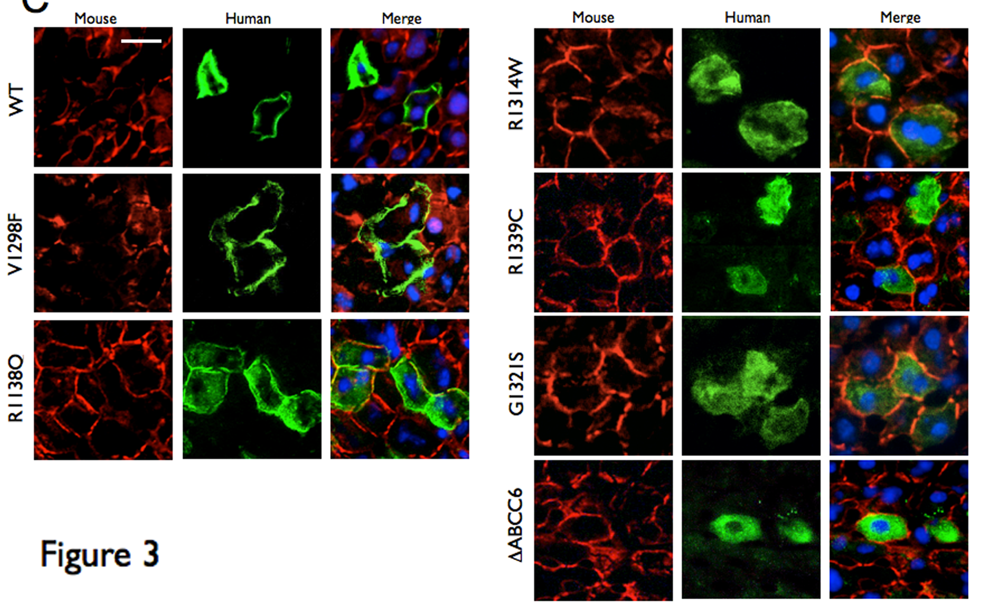 C
Mouse Human Merge
Mouse Human Merge
WT
V1298F
R1138Q
R1314W
R1339C
G1321S
ΔABCC6
Figure 3